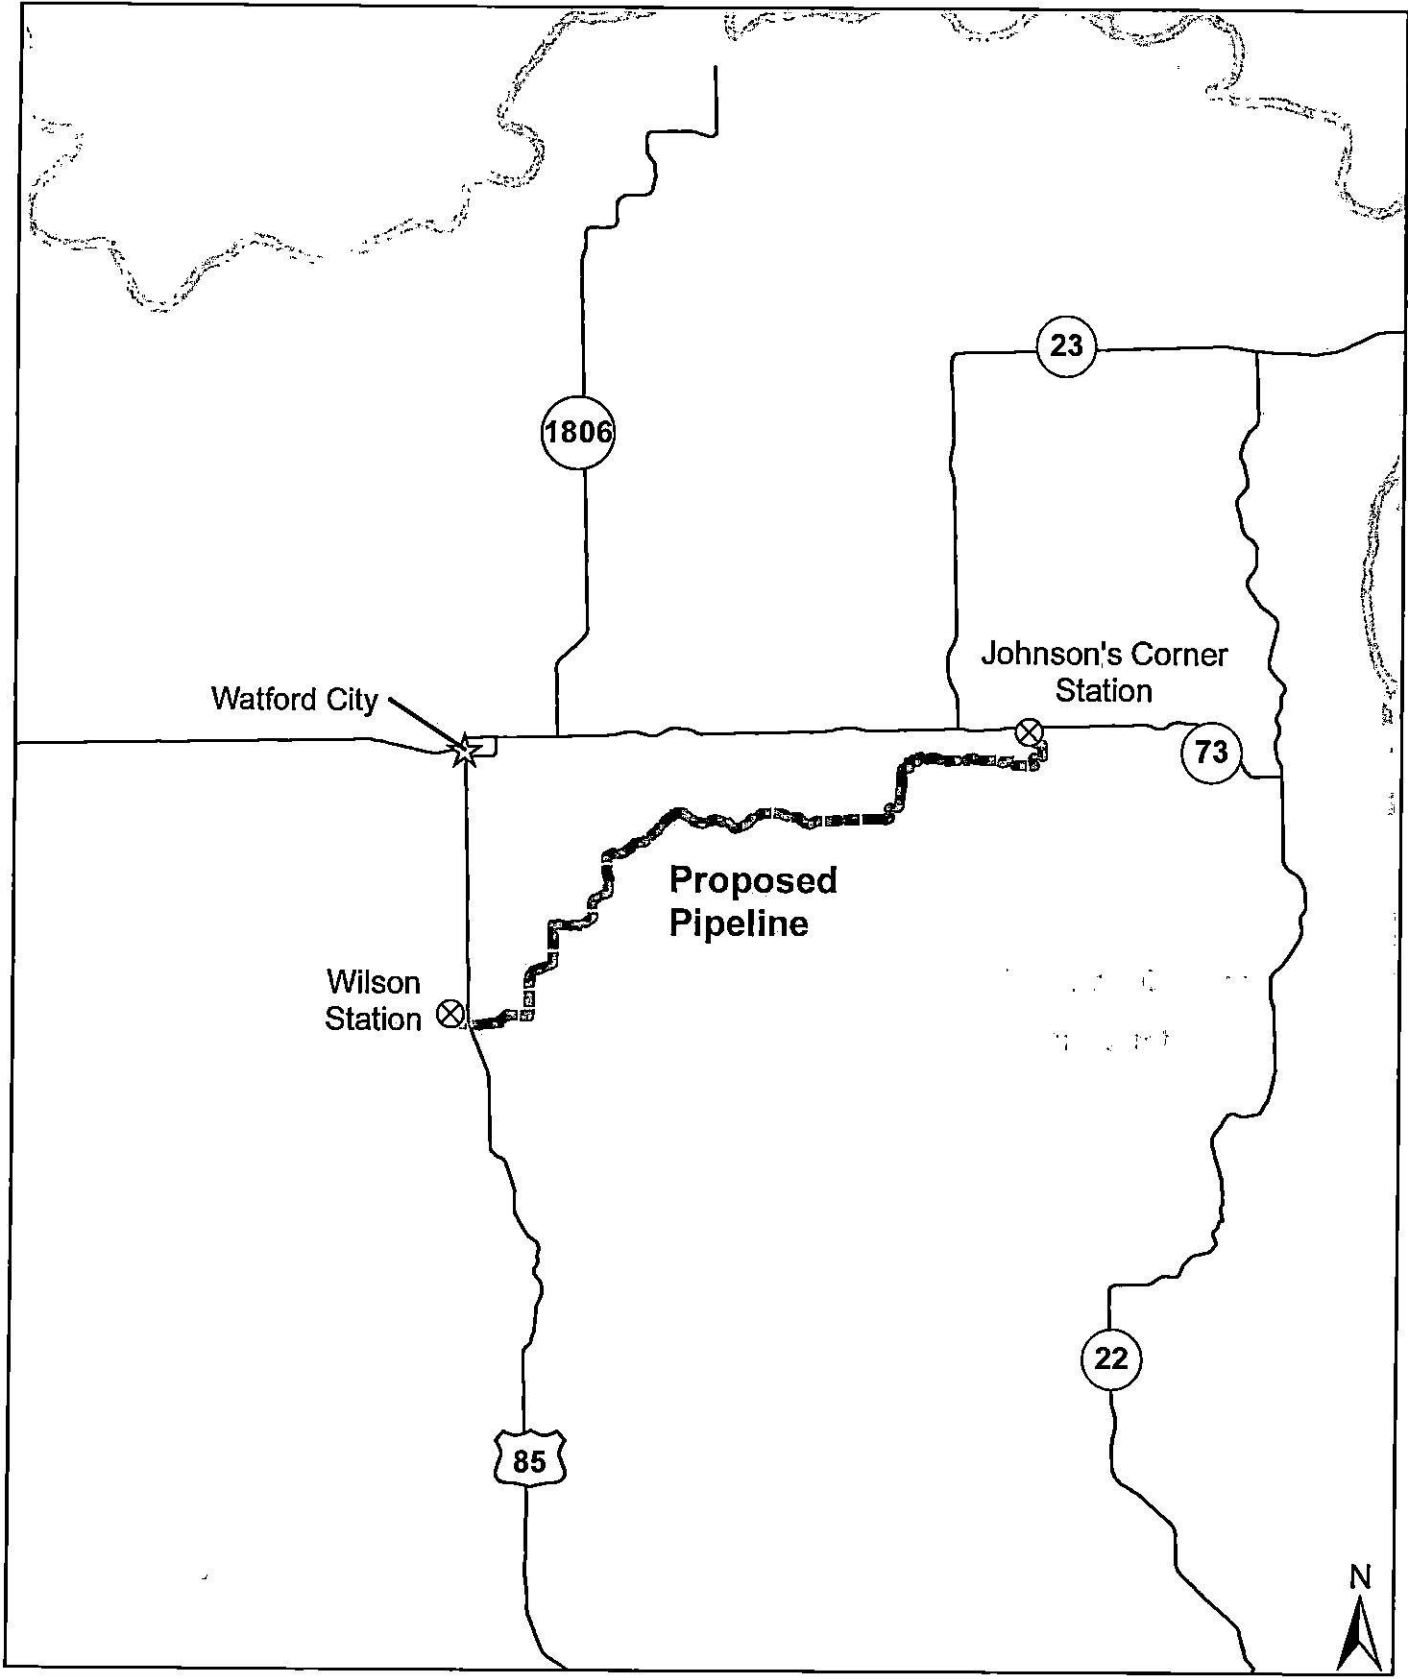 23
1806
Johnson's Corner
Station
Watford City
73
Proposed
Pipeline
Wilson
Station
22
85
N